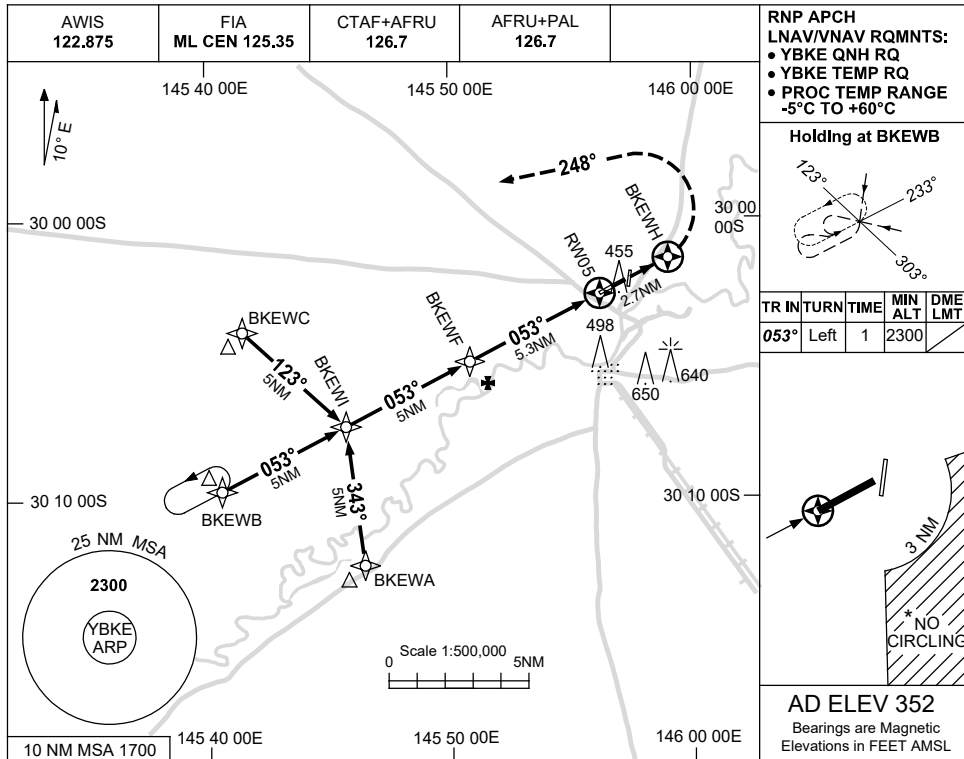 AWIS
122.875
FIA
ML CEN 125.35
CTAF+AFRU
126.7
AFRU+PAL
126.7
RNP APCH
LNAV/VNAV RQMNTS:
• YBKE QNH RQ
• YBKE TEMP RQ
• PROC TEMP RANGE
-5°C TO +60°C
145 40 00E
145 50 00E
146 00 00E
10° E
248°
BKEWH
30 00 00S
30 00
00S
RW05
455
2.7NM
BKEWC
BKEWF
053°
5.3NM
498
123°
5NM
BKEWI
053°
5NM
640
650
053°
5NM
343°
5NM
30 10 00S
30 10 00S
BKEWB
BKEWA
25 NM MSA
2300
YBKE
ARP
Scale 1:500,000
0
5NM
10 NM MSA 1700
145 40 00E
145 50 00E
146 00 00E
Holding at BKEWB
123°
233°
303°
TR IN
TURN
TIME
MIN
ALT
DME
LMT
053°
Left
1
2300
3 NM
*NO
CIRCLING
AD ELEV 352
Bearings are Magnetic
Elevations in FEET AMSL